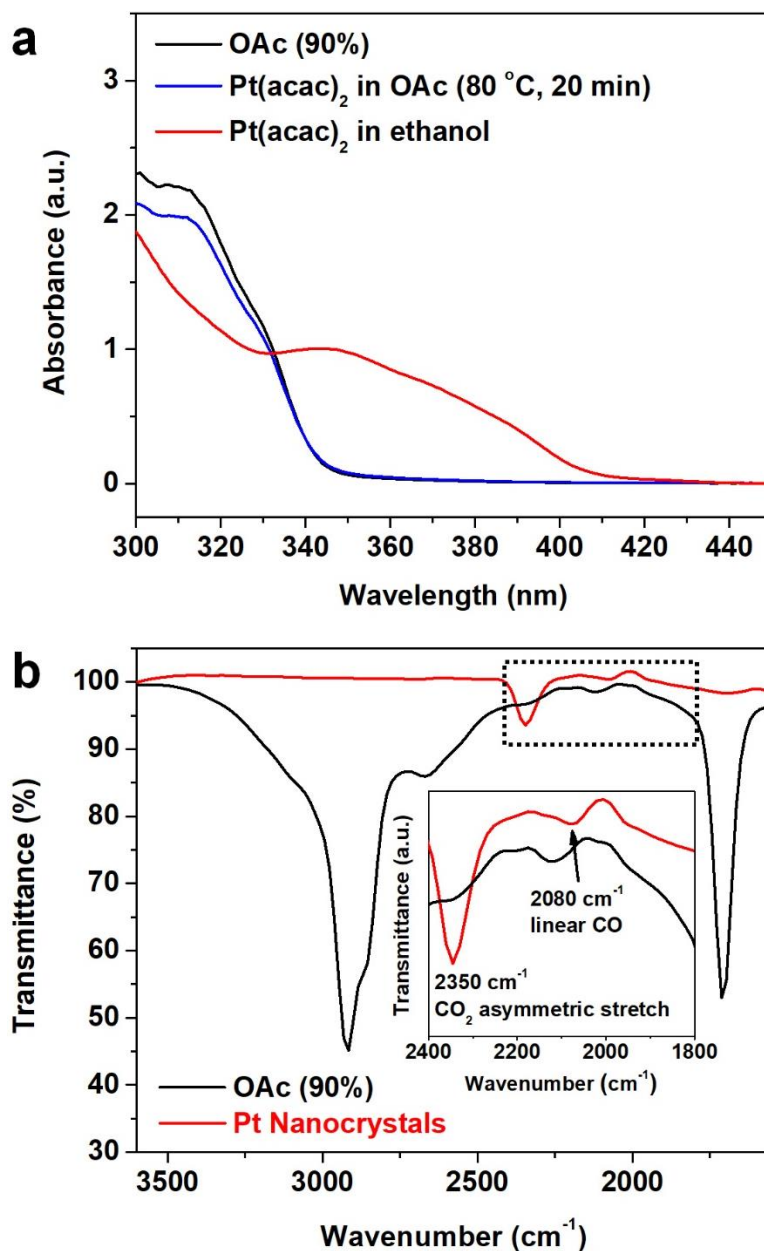 a
OAc (90%)
Pt(acac)₂ in OAc (80 °C, 20 min)
Pt(acac)₂ in ethanol
Absorbance (a.u.)
3
2
1
0
300 320 340 360 380 400 420 440
Wavelength (nm)
b
100
90
80
70
60
50
40
30
Transmittance (%)
Transmittance (a.u.)
2080 cm⁻¹
linear CO
2350 cm⁻¹
CO₂ asymmetric stretch
2400 2200 2000 1800
Wavenumber (cm⁻¹)
OAc (90%)
Pt Nanocrystals
3500 3000 2500 2000
Wavenumber (cm⁻¹)